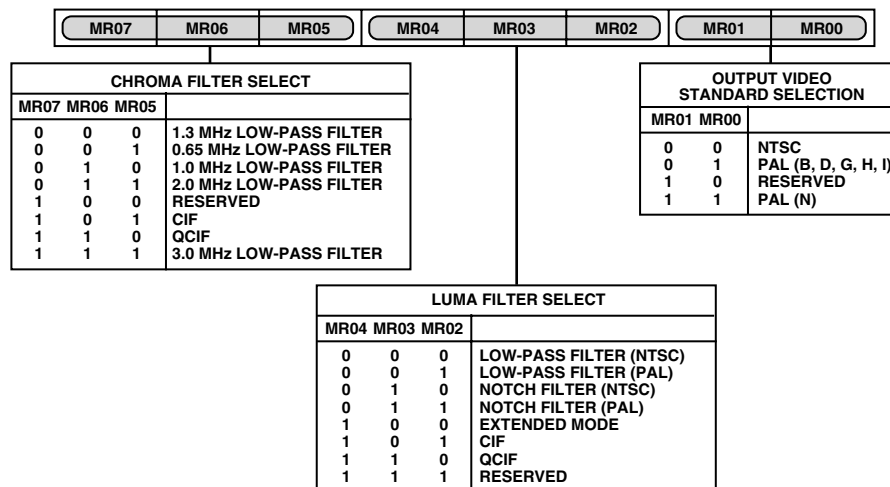 MR07 MR06 MR05 MR04 MR03 MR02 MR01 MR00
CHROMA FILTER SELECT
MR07 MR06 MR05
0 0 0 1.3 MHz LOW-PASS FILTER
0 0 1 0.65 MHz LOW-PASS FILTER
0 1 0 1.0 MHz LOW-PASS FILTER
0 1 1 2.0 MHz LOW-PASS FILTER
1 0 0 RESERVED
1 0 1 CIF
1 1 0 QCIF
1 1 1 3.0 MHz LOW-PASS FILTER
OUTPUT VIDEO
STANDARD SELECTION
MR01 MR00
0 0 NTSC
0 1 PAL (B, D, G, H, I)
1 0 RESERVED
1 1 PAL (N)
LUMA FILTER SELECT
MR04 MR03 MR02
0 0 0 LOW-PASS FILTER (NTSC)
0 0 1 LOW-PASS FILTER (PAL)
0 1 0 NOTCH FILTER (NTSC)
0 1 1 NOTCH FILTER (PAL)
1 0 0 EXTENDED MODE
1 0 1 CIF
1 1 0 QCIF
1 1 1 RESERVED